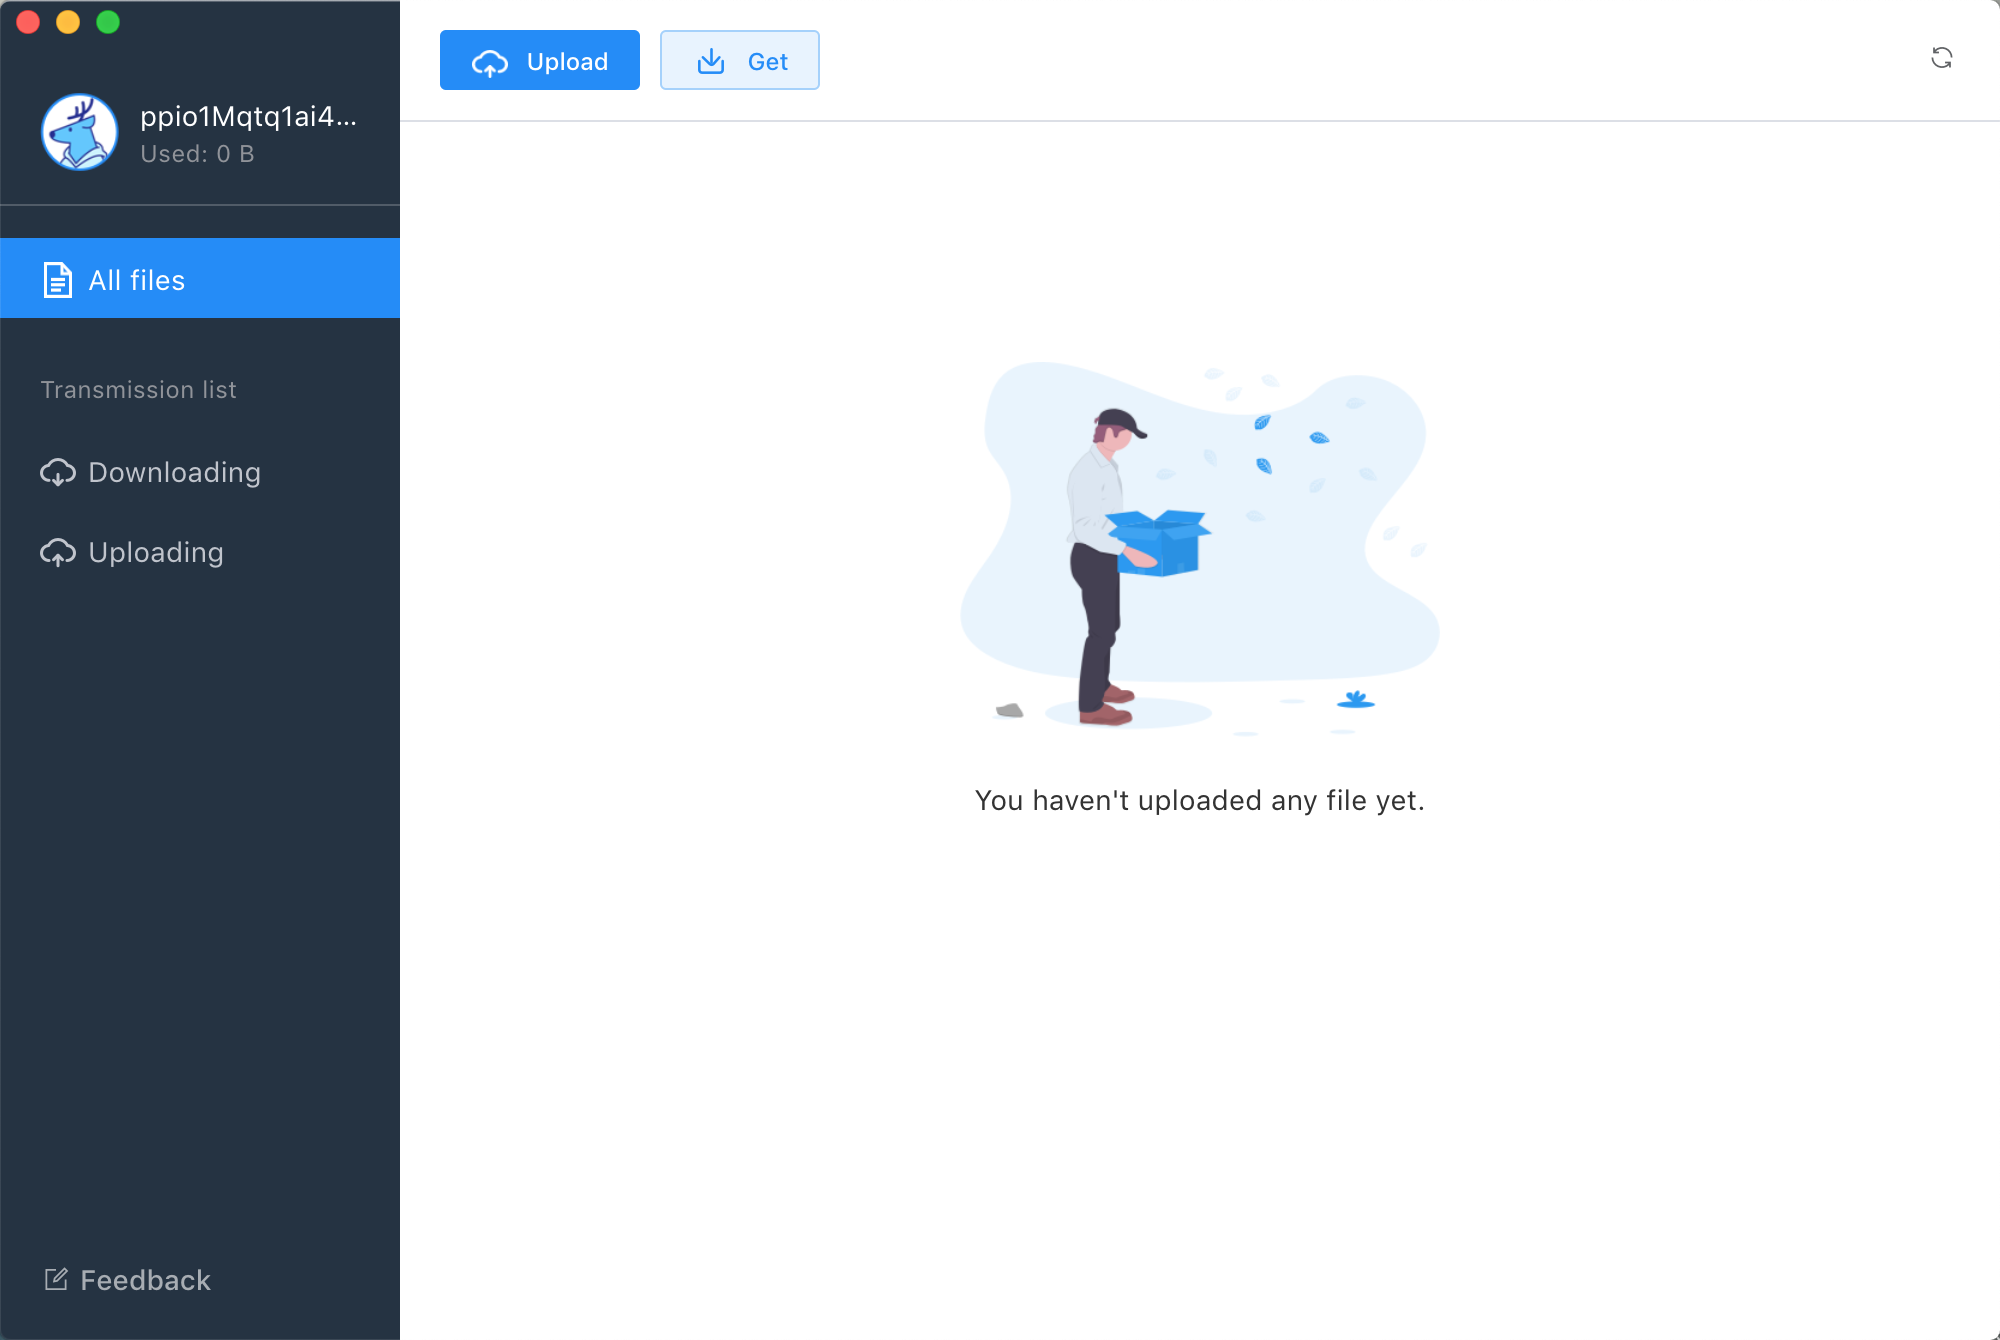 ppio1Mqtq1ai4...
Used: 0 B
All files
Transmission list
Downloading
Uploading
Feedback
Upload
Get
You haven't uploaded any file yet.